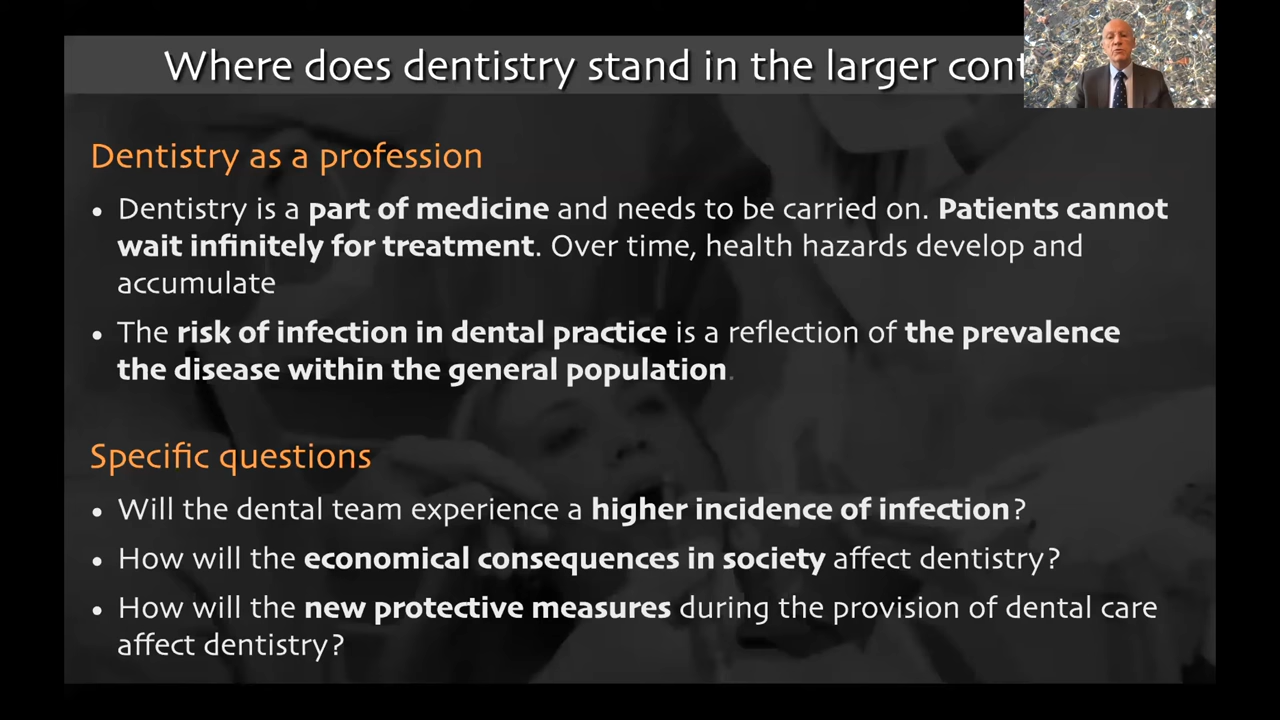 Where does dentistry stand in the larger cont
Dentistry as a profession
• Dentistry is a part of medicine and needs to be carried on. Patients cannot
wait infinitely for treatment. Over time, health hazards develop and
accumulate
• The risk of infection in dental practice is a reflection of the prevalence
the disease within the general population.
Specific questions
• Will the dental team experience a higher incidence of infection?
• How will the economical consequences in society affect dentistry?
• How will the new protective measures during the provision of dental care
affect dentistry?